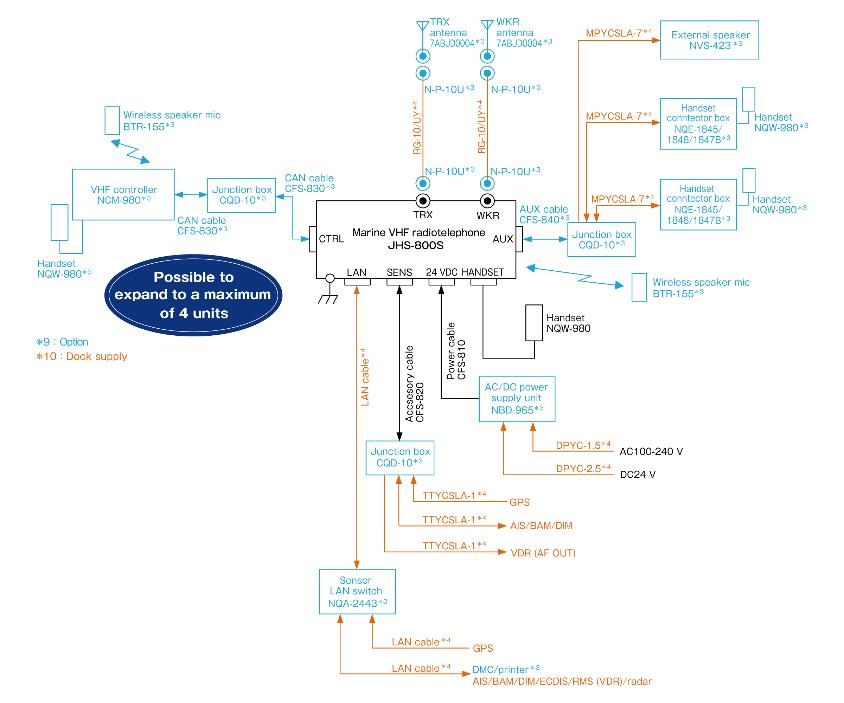 TRX
antenna
7ABJD0004*3
WKR
antenna
7ABJD0004*3
MPYCSLA-7*4
External speaker
NVS-423*3
N-P-10U*3
N-P-10U*3
RG-10/UY*4
RG-10/UY*4
Wireless speaker mic
BTR-155*3
MPYCSLA-7*4
Handset
conntector box
NQE-1845/
1846/1847B*3
Handset
NQW-980*3
N-P-10U*3
N-P-10U*3
VHF controller
NCM-980*3
Junction box
CQD-10*3
CAN cable
CFS-830*3
CAN cable
CFS-830*3
MPYCSLA-7*4
Handset
conntector box
NQE-1845/
1846/1847B*3
Handset
NQW-980*3
TRX
WKR
AUX cable
CFS-840*3
CTRL
Marine VHF radiotelephone
JHS-800S
AUX
Junction box
CQD-10*3
Handset
NQW-980*3
LAN
SENS
24 VDC
HANDSET
Possible to
expand to a maximum
of 4 units
Wireless speaker mic
BTR-155*3
Handset
NQW-980
*9 : Option
*10 : Dock supply
LAN cable*4
Accsesory cable
CFS-820
Power cable
CFS-810
AC/DC power
supply unit
NBD-965*3
DPYC-1.5*4
AC100-240 V
DPYC-2.5*4
DC24 V
Junction box
CQD-10*3
TTYCSLA-1*4
GPS
TTYCSLA-1*4
AIS/BAM/DIM
TTYCSLA-1*4
VDR (AF OUT)
Sensor
LAN switch
NQA-2443*3
LAN cable*4
GPS
LAN cable*4
DMC/printer*3
AIS/BAM/DIM/ECDIS/RMS (VDR)/radar